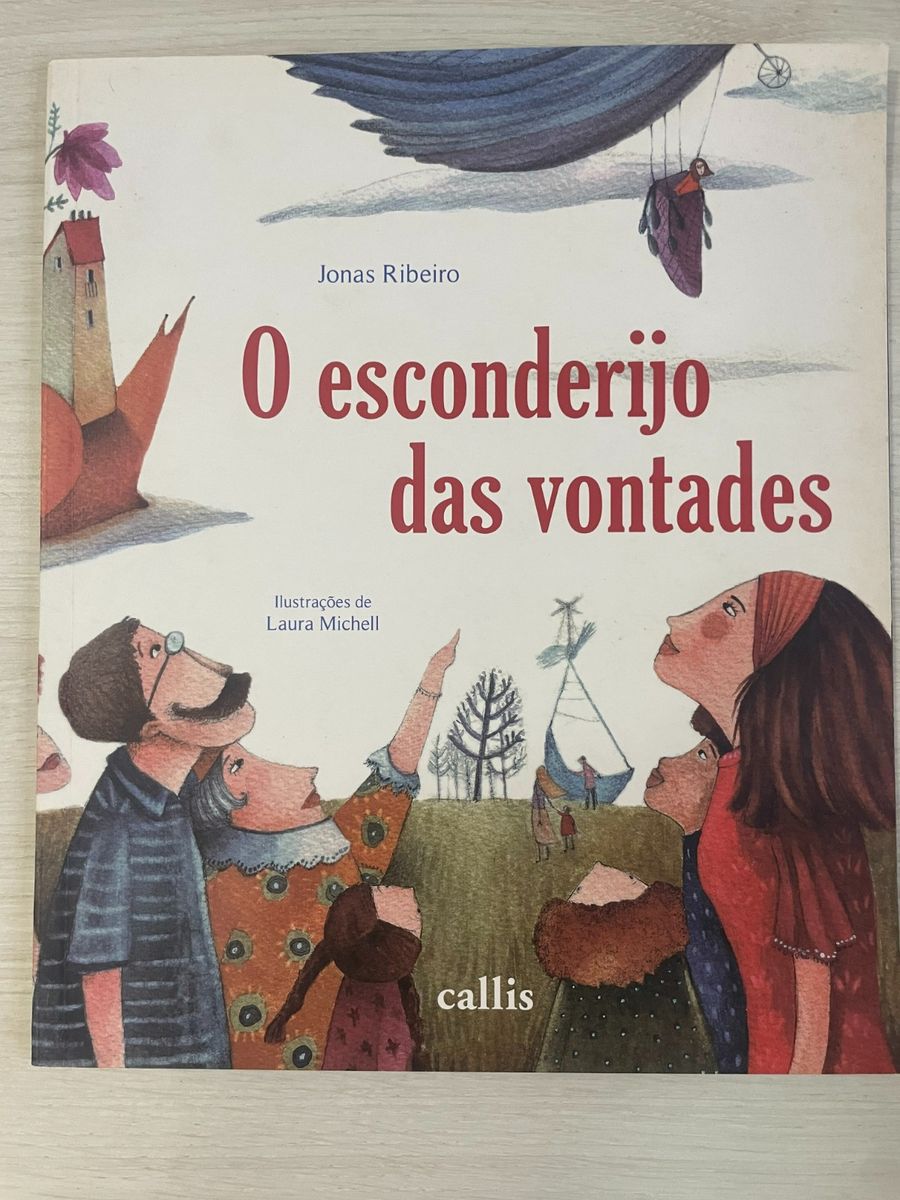 Jonas Ribeiro
O esconderijo
das vontades
Ilustrações de
Laura Michell
callis